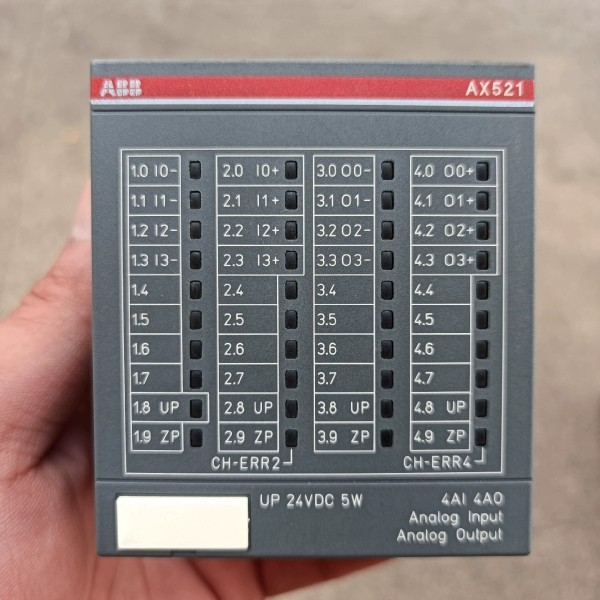 ABB AX521
1.0 I0- 2.0 I0+ 3.0 O0- 4.0 O0+
1.1 I1- 2.1 I1+ 3.1 O1- 4.1 O1+
1.2 I2- 2.2 I2+ 3.2 O2- 4.2 O2+
1.3 I3- 2.3 I3+ 3.3 O3- 4.3 O3+
1.4 2.4 3.4 4.4
1.5 2.5 3.5 4.5
1.6 2.6 3.6 4.6
1.7 2.7 3.7 4.7
1.8 UP 2.8 UP 3.8 UP 4.8 UP
1.9 ZP 2.9 ZP 3.9 ZP 4.9 ZP
CH-ERR2 CH-ERR4
UP 24VDC 5W 4AI 4AO
Analog Input
Analog Output